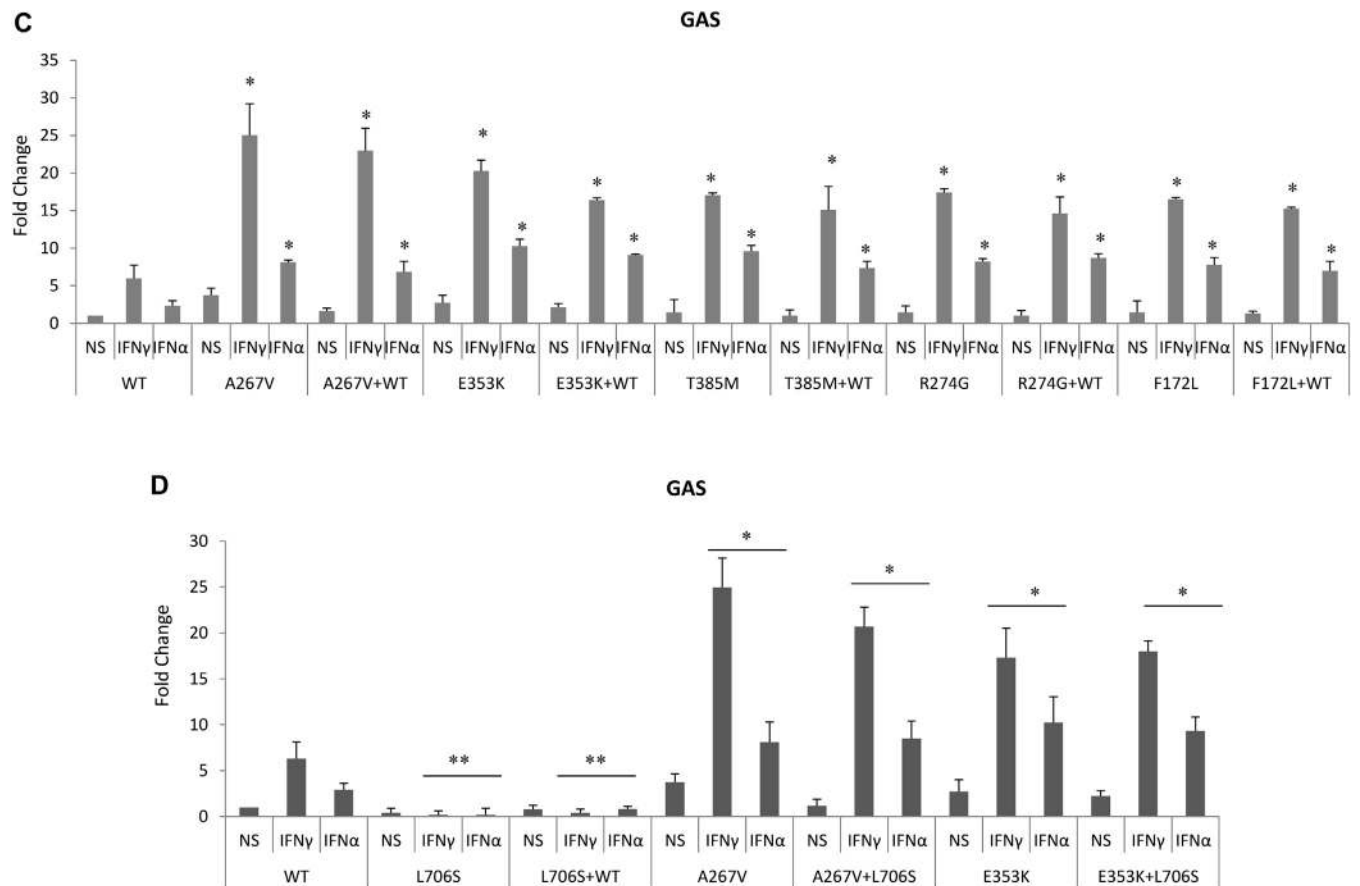 C
GAS
35
30
25
20
15
10
5
0
Fold Change
* * * * * * * * * * * * * * * * * * * *
NS IFNγ IFNα NS IFNγ IFNα NS IFNγ IFNα NS IFNγ IFNα NS IFNγ IFNα NS IFNγ IFNα NS IFNγ IFNα NS IFNγ IFNα NS IFNγ IFNα NS IFNγ IFNα NS IFNγ IFNα
WT A267V A267V+WT E353K E353K+WT T385M T385M+WT R274G R274G+WT F172L F172L+WT
D
GAS
30
25
20
15
10
5
0
Fold Change
** ** * * * *
NS IFNγ IFNα NS IFNγ IFNα NS IFNγ IFNα NS IFNγ IFNα NS IFNγ IFNα NS IFNγ IFNα NS IFNγ IFNα
WT L706S L706S+WT A267V A267V+L706S E353K E353K+L706S